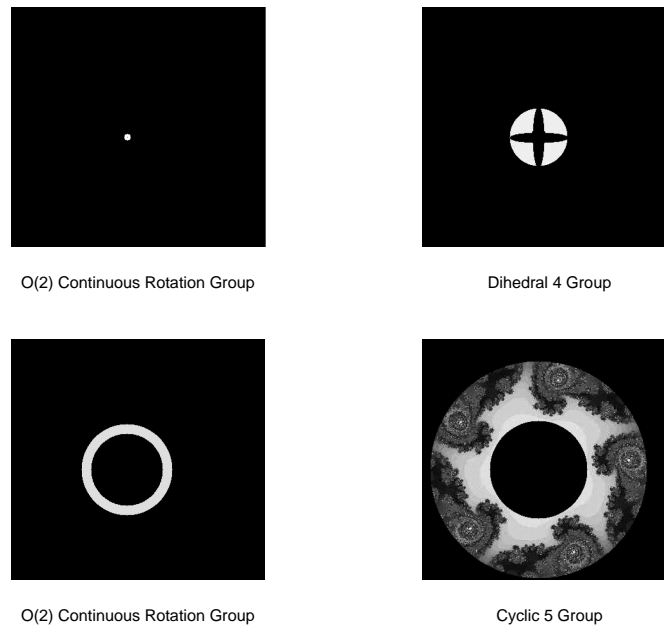 O(2) Continuous Rotation Group
Dihedral 4 Group
O(2) Continuous Rotation Group
Cyclic 5 Group